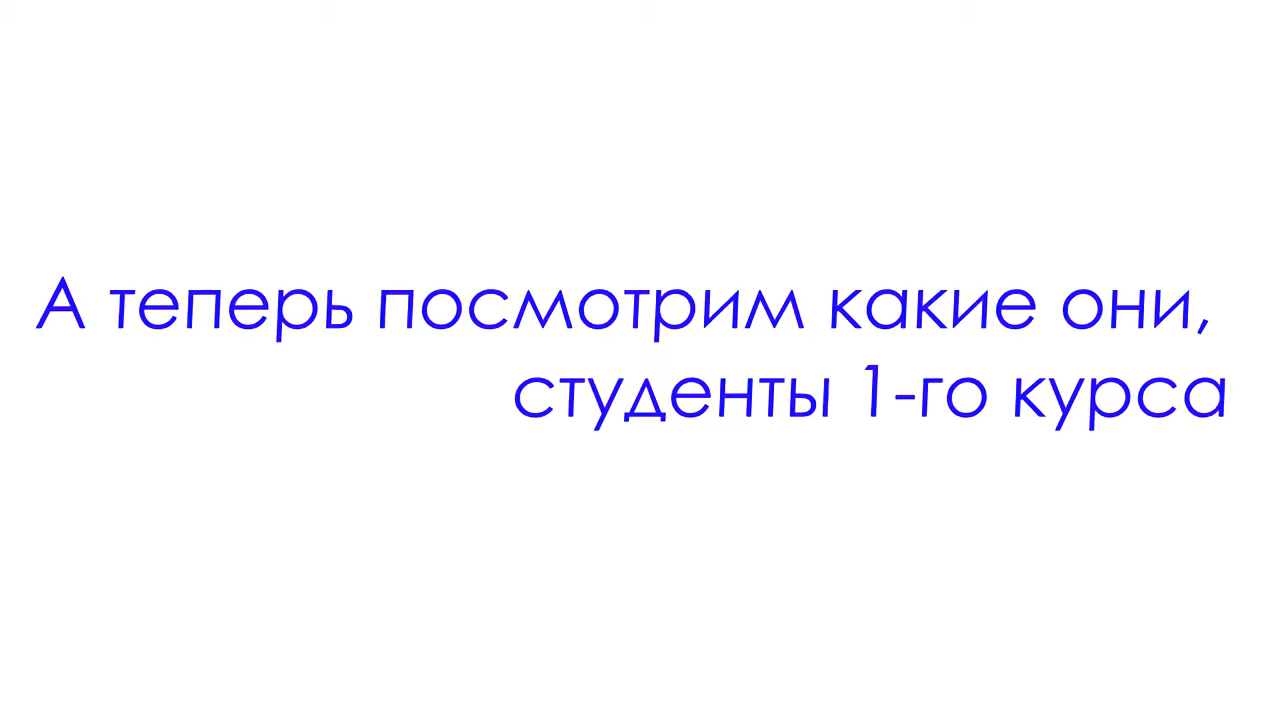 А теперь посмотрим какие они,
студенты 1-го курса